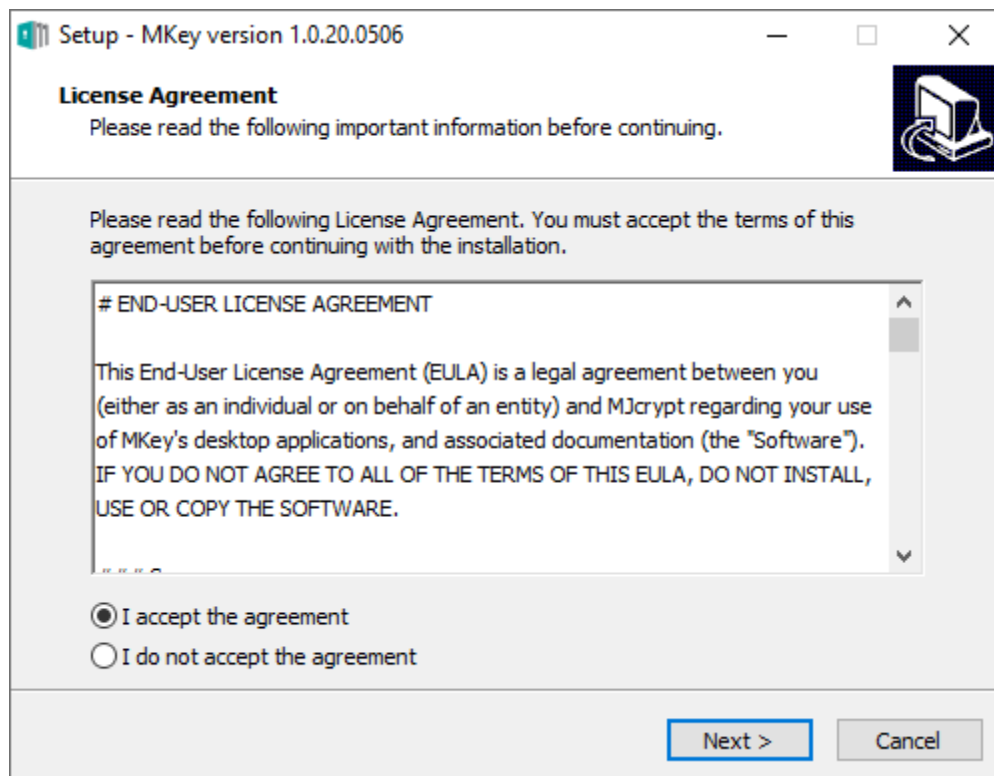 Setup - MKey version 1.0.20.0506
License Agreement
Please read the following important information before continuing.
Please read the following License Agreement. You must accept the terms of this
agreement before continuing with the installation.
# END-USER LICENSE AGREEMENT
This End-User License Agreement (EULA) is a legal agreement between you
(either as an individual or on behalf of an entity) and MJcrypt regarding your use
of MKey's desktop applications, and associated documentation (the "Software").
IF YOU DO NOT AGREE TO ALL OF THE TERMS OF THIS EULA, DO NOT INSTALL,
USE OR COPY THE SOFTWARE.
I accept the agreement
I do not accept the agreement
Next >
Cancel